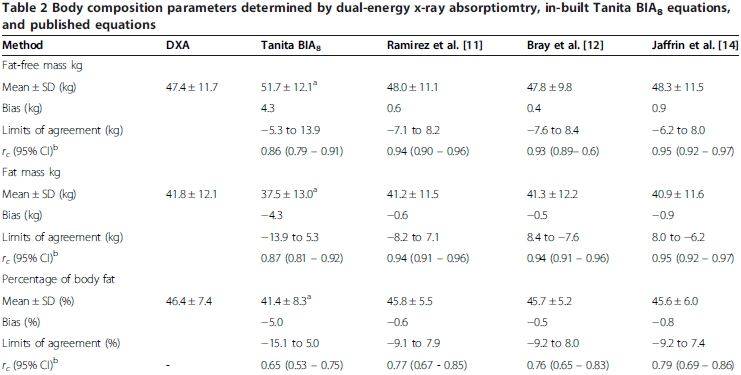 Table 2 Body composition parameters determined by dual-energy x-ray absorptiomtry, in-built Tanita BIA8 equations,
and published equations
Method DXA Tanita BIA8 Ramirez et al. [11] Bray et al. [12] Jaffrin et al. [14]
Fat-free mass kg
Mean ± SD (kg) 47.4 ± 11.7 51.7 ± 12.1a 48.0 ± 11.1 47.8 ± 9.8 48.3 ± 11.5
Bias (kg) 4.3 0.6 0.4 0.9
Limits of agreement (kg) −5.3 to 13.9 −7.1 to 8.2 −7.6 to 8.4 −6.2 to 8.0
rc (95% CI)b 0.86 (0.79 – 0.91) 0.94 (0.90 – 0.96) 0.93 (0.89– 0.6) 0.95 (0.92 – 0.97)
Fat mass kg
Mean ± SD (kg) 41.8 ± 12.1 37.5 ± 13.0a 41.2 ± 11.5 41.3 ± 12.2 40.9 ± 11.6
Bias (kg) −4.3 −0.6 −0.5 −0.9
Limits of agreement (kg) −13.9 to 5.3 −8.2 to 7.1 8.4 to −7.6 8.0 to −6.2
rc (95% CI)b 0.87 (0.81 – 0.92) 0.94 (0.91 – 0.96) 0.94 (0.91 – 0.96) 0.95 (0.92 – 0.97)
Percentage of body fat
Mean ± SD (%) 46.4 ± 7.4 41.4 ± 8.3a 45.8 ± 5.5 45.7 ± 5.2 45.6 ± 6.0
Bias (%) −5.0 −0.6 −0.5 −0.8
Limits of agreement (%) −15.1 to 5.0 −9.1 to 7.9 −9.2 to 8.0 −9.2 to 7.4
rc (95% CI)b - 0.65 (0.53 – 0.75) 0.77 (0.67 - 0.85) 0.76 (0.65 – 0.83) 0.79 (0.69 – 0.86)